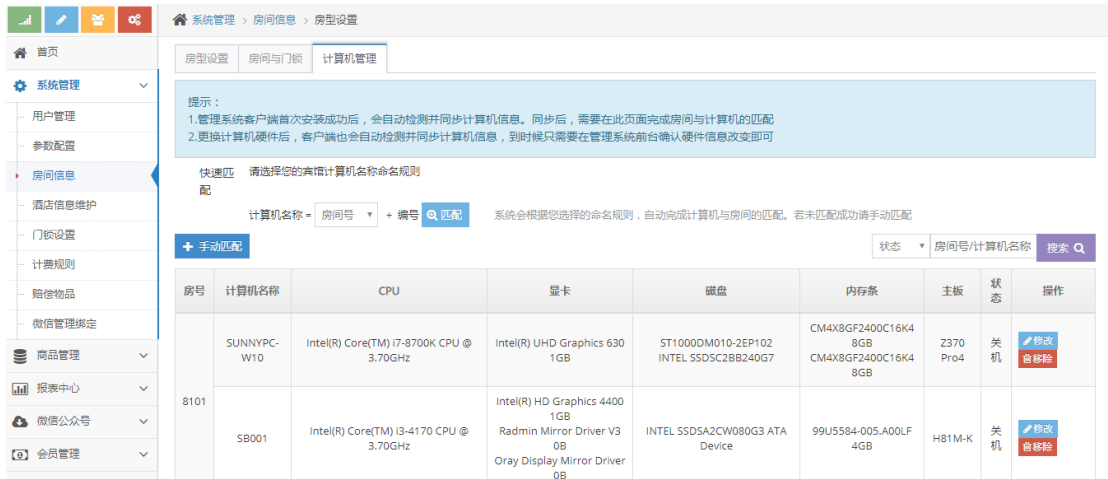 系统管理 > 房间信息 > 房型设置
首页
系统管理
用户管理
参数配置
房间信息
酒店信息维护
门锁设置
计费规则
赔偿物品
微信管理绑定
商品管理
报表中心
微信公众号
会员管理
房型设置 房间与门锁 计算机管理
提示：
1.管理系统客户端首次安装成功后，会自动检测并同步计算机信息。同步后，需要在此页面完成房间与计算机的匹配
2.更换计算机硬件后，客户端也会自动检测并同步计算机信息，到时候只需要在管理系统前台确认硬件信息改变即可
快速匹
配
请选择您的宾馆计算机名称命名规则
计算机名称 = 房间号 + 编号 匹配 系统会根据您选择的命名规则，自动完成计算机与房间的匹配。若未匹配成功请手动匹配
手动匹配 状态 房间号/计算机名称 搜索
房号 计算机名称 CPU 显卡 磁盘 内存条 主板 状态 操作
8101
SUNNYPC-
W10
Intel(R) Core(TM) i7-8700K CPU @
3.70GHz
Intel(R) UHD Graphics 630
1GB
ST1000DM010-2EP102
INTEL SSDSC2BB240G7
CM4X8GF2400C16K4
8GB
CM4X8GF2400C16K4
8GB
Z370
Pro4
关
机
修改
移除
SB001
Intel(R) Core(TM) i3-4170 CPU @
3.70GHz
Intel(R) HD Graphics 4400
1GB
Radmin Mirror Driver V3
0B
Oray Display Mirror Driver
0B
INTEL SSDSA2CW080G3 ATA
Device
99U5584-005.A00LF
4GB
H81M-K
关
机
修改
移除